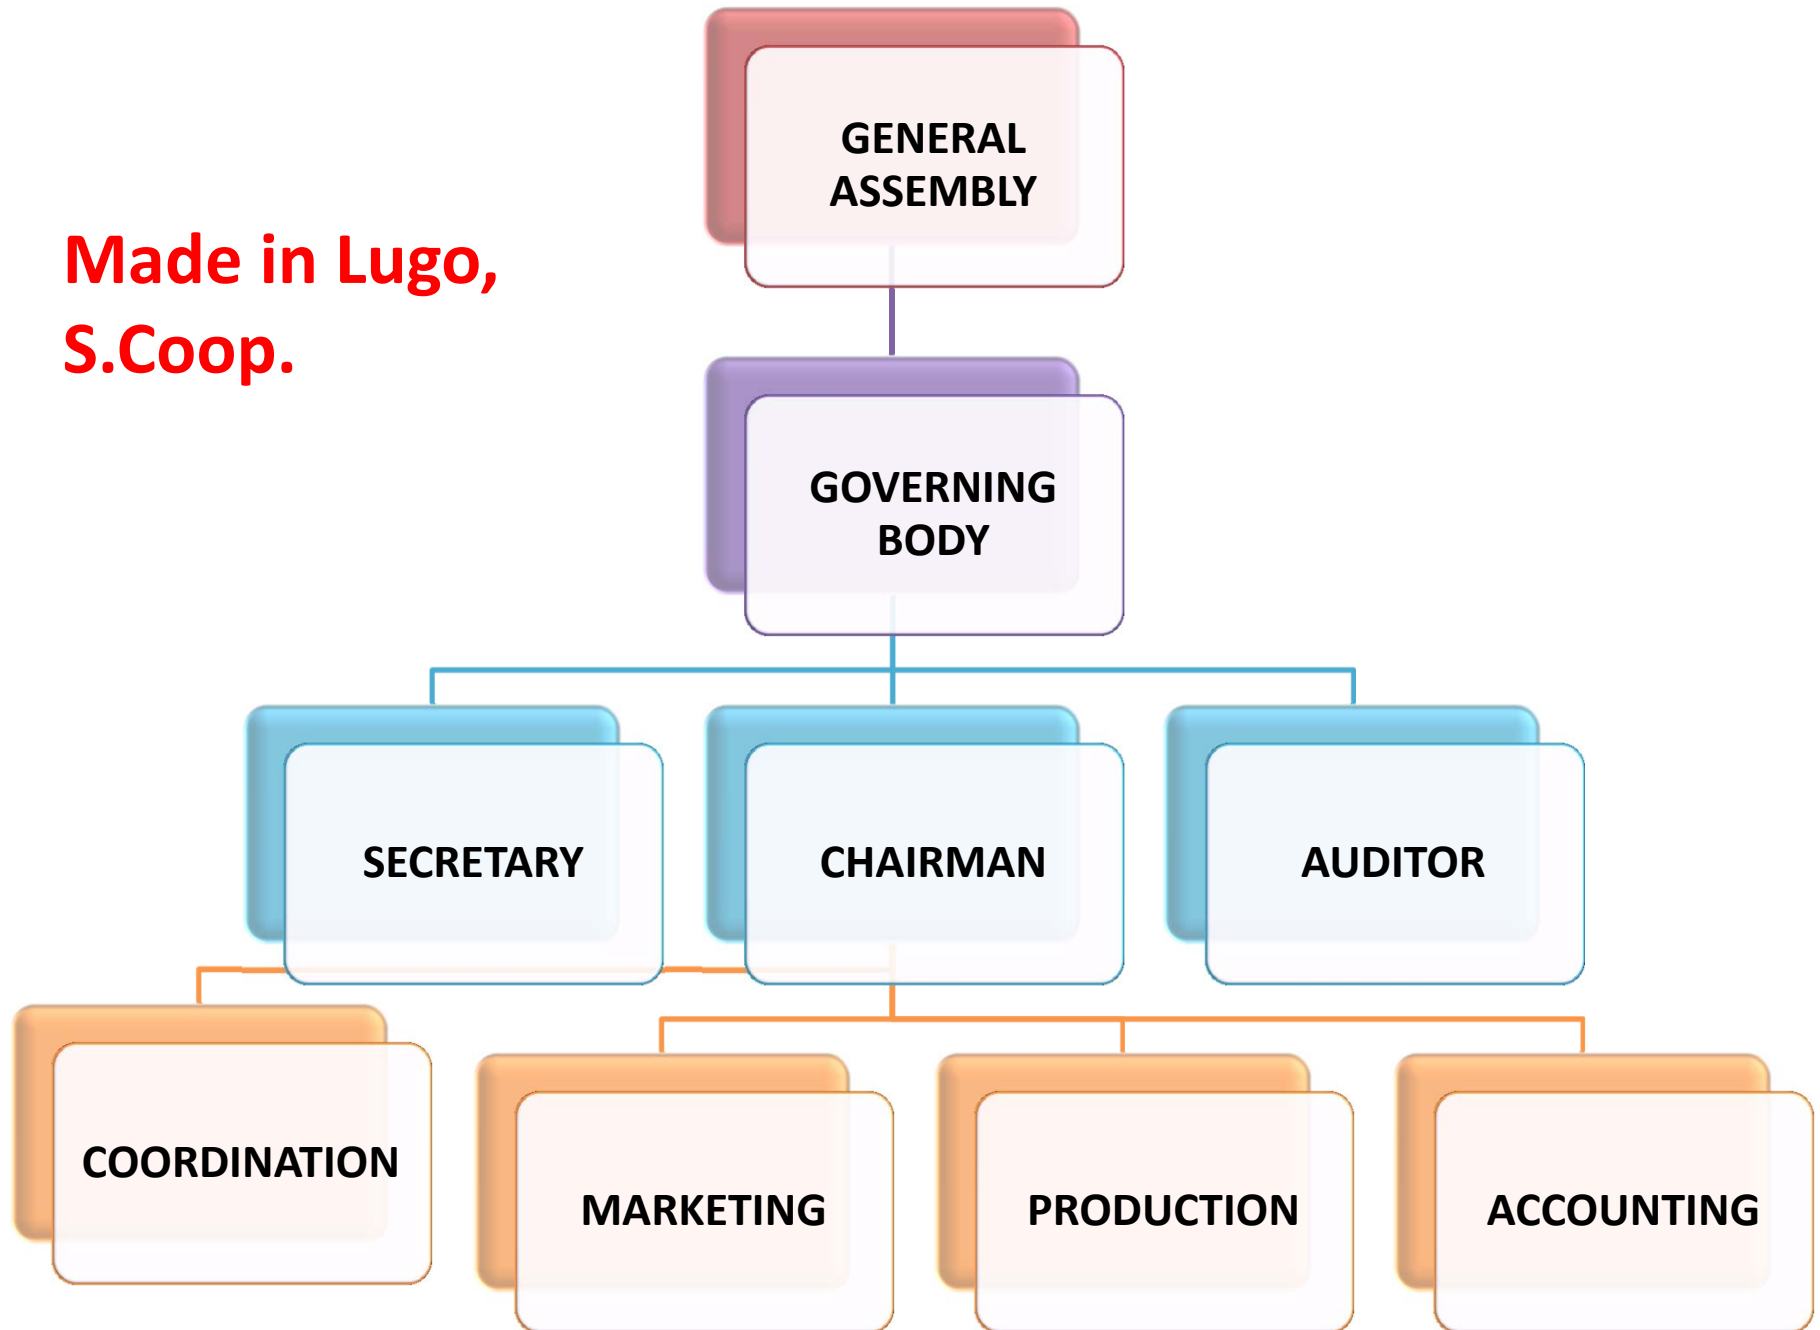 GENERAL
ASSEMBLY
Made in Lugo,
S.Coop.
GOVERNING
BODY
SECRETARY
CHAIRMAN
AUDITOR
COORDINATION
MARKETING
PRODUCTION
ACCOUNTING